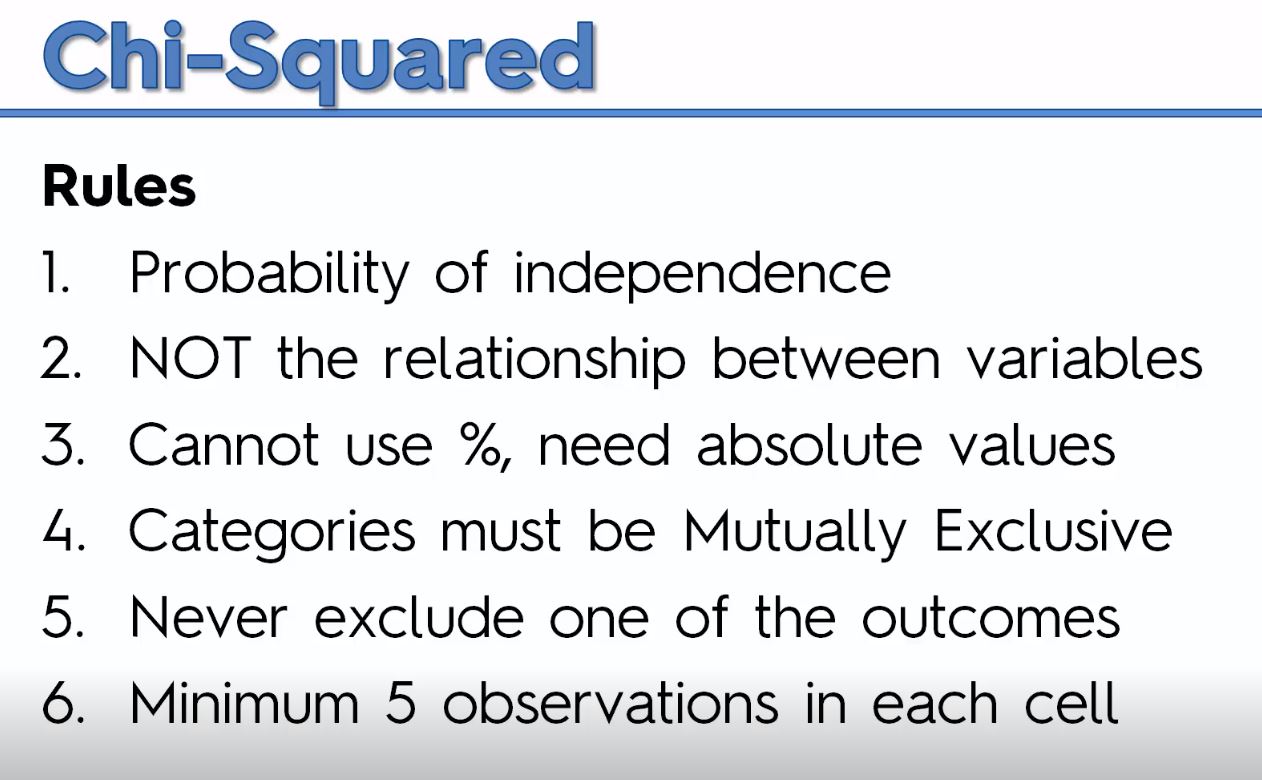 Chi-Squared
Rules
1. Probability of independence
2. NOT the relationship between variables
3. Cannot use %, need absolute values
4. Categories must be Mutually Exclusive
5. Never exclude one of the outcomes
6. Minimum 5 observations in each cell